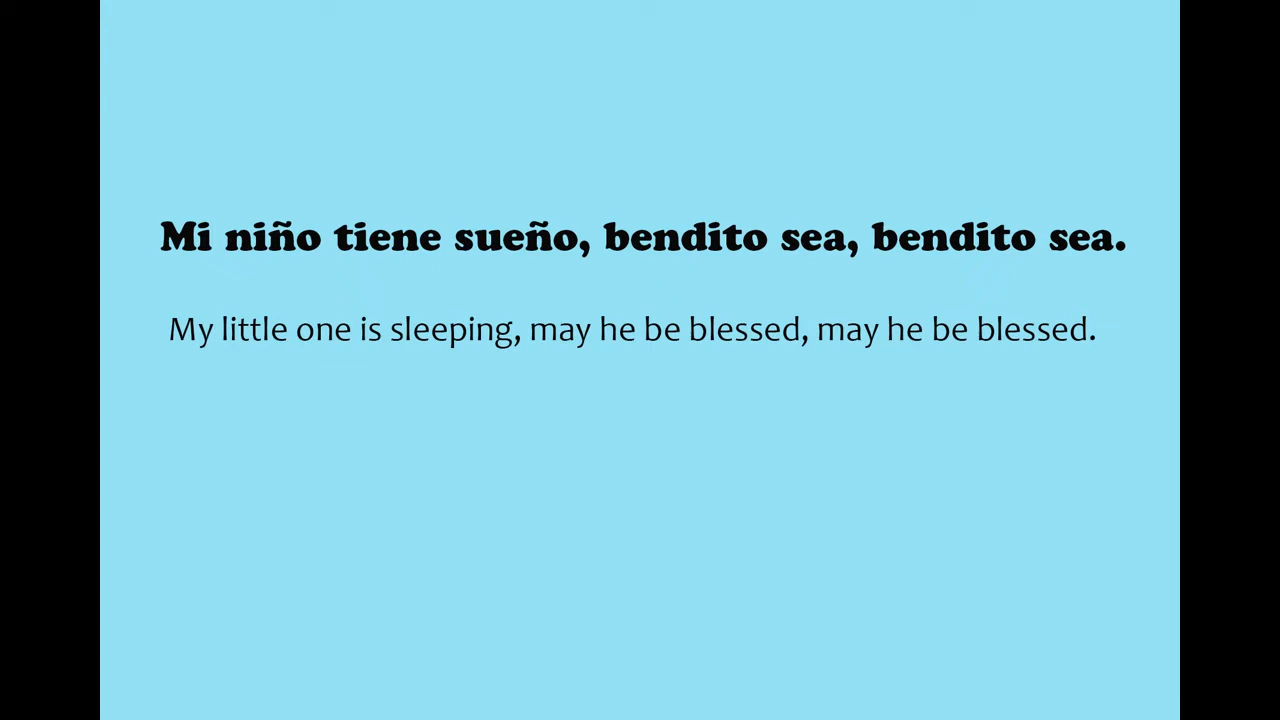 Mi niño tiene sueño, bendito sea, bendito sea.
My little one is sleeping, may he be blessed, may he be blessed.